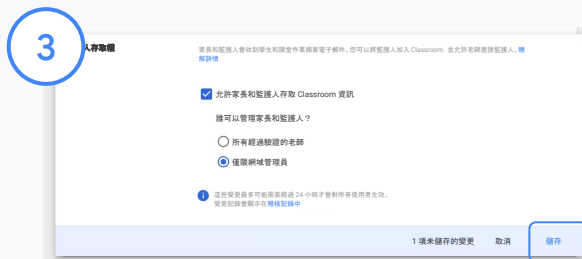 3
人存取權
家長和監護人會收到學生和課堂作業摘要電子郵件。您可以將監護人加入 Classroom，並允許老師邀請監護人。瞭
解詳情
允許家長和監護人存取 Classroom 資訊
誰可以管理家長和監護人？
所有經過驗證的老師
僅限網域管理員
這些變更最多可能需要經過 24 小時才會對所有使用者生效。
變更記錄會顯示在稽核記錄中
1 項未儲存的變更 取消 儲存